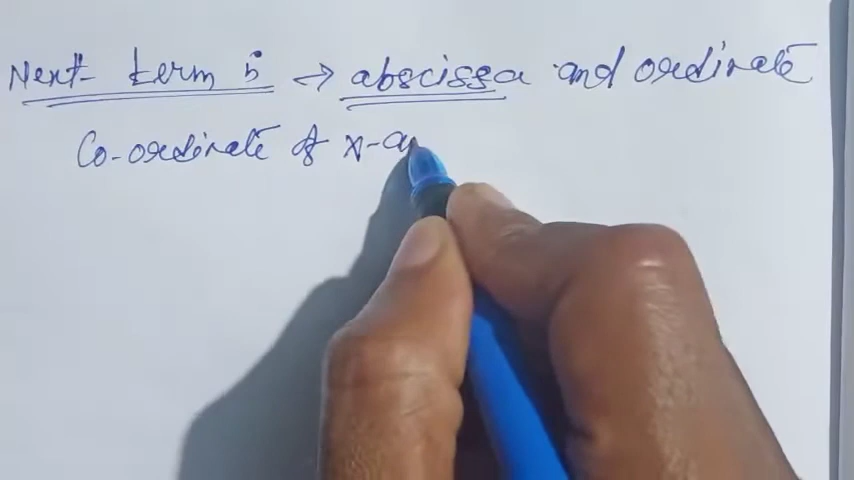 Next term is → abscissa and ordinate
Co-ordinate of x-a